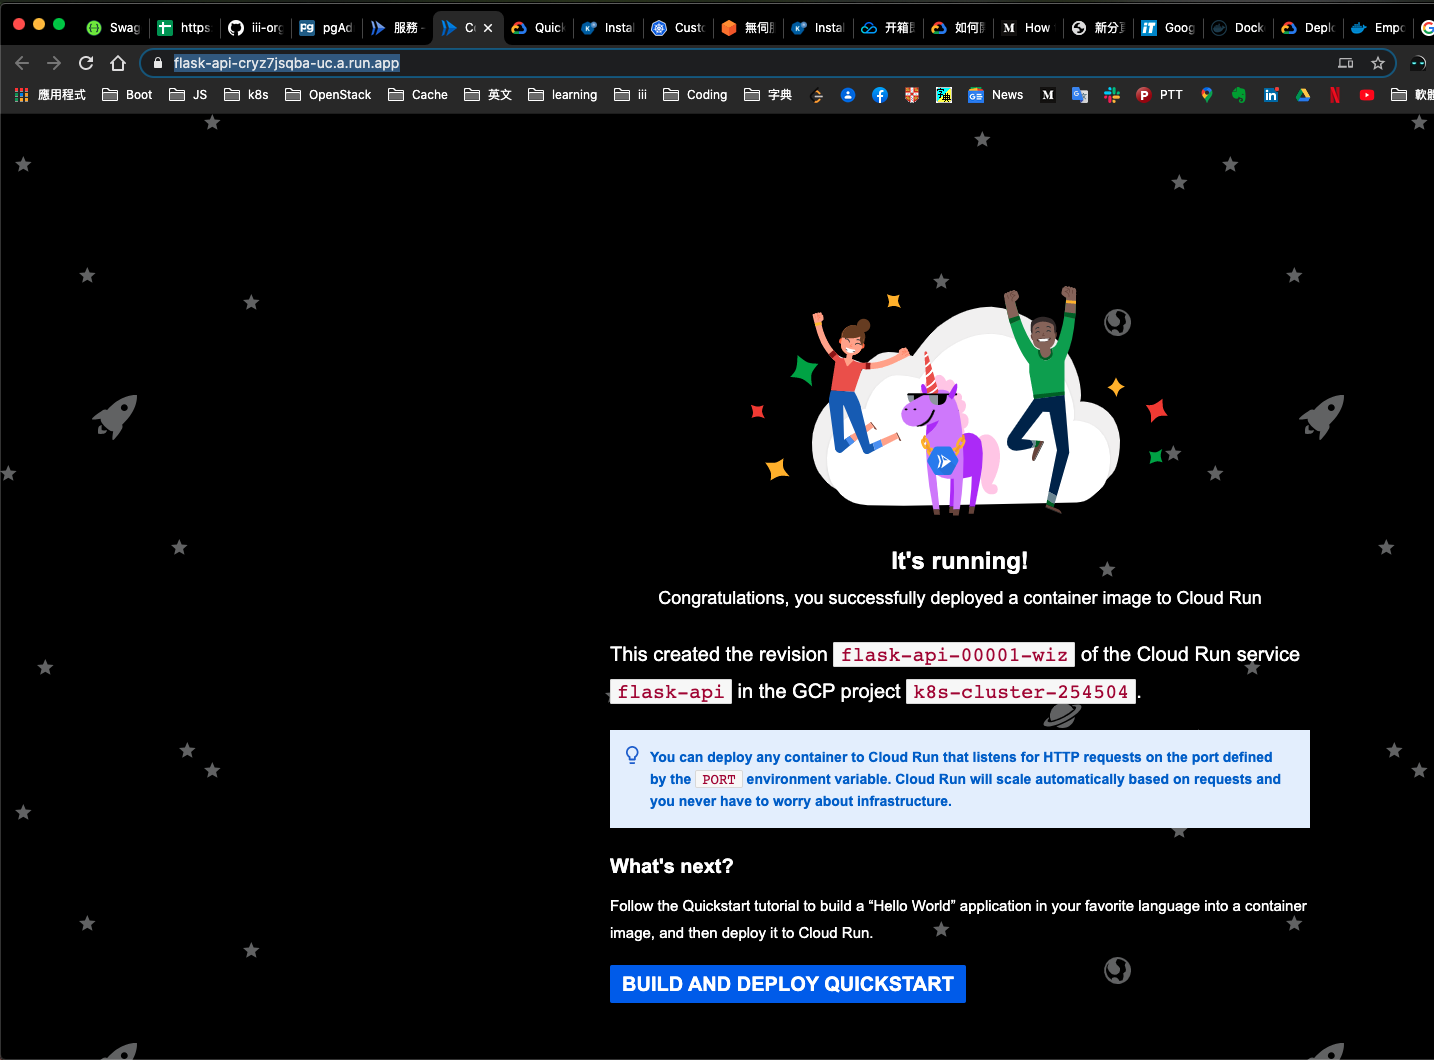 Swag
https
iii-org
pgAd
服務 -
C
Quick
Instal
Custo
無伺服
Instal
开箱即
如何
How
新分頁
Goog
Dock
Deplo
Empo
flask-api-cryz7jsqba-uc.a.run.app
應用程式 Boot JS k8s OpenStack Cache 英文 learning iii Coding 字典 News PTT 軟體
It's running!
Congratulations, you successfully deployed a container image to Cloud Run
This created the revision flask-api-00001-wiz of the Cloud Run service
flask-api in the GCP project k8s-cluster-254504.
You can deploy any container to Cloud Run that listens for HTTP requests on the port defined
by the PORT environment variable. Cloud Run will scale automatically based on requests and
you never have to worry about infrastructure.
What's next?
Follow the Quickstart tutorial to build a “Hello World” application in your favorite language into a container
image, and then deploy it to Cloud Run.
BUILD AND DEPLOY QUICKSTART